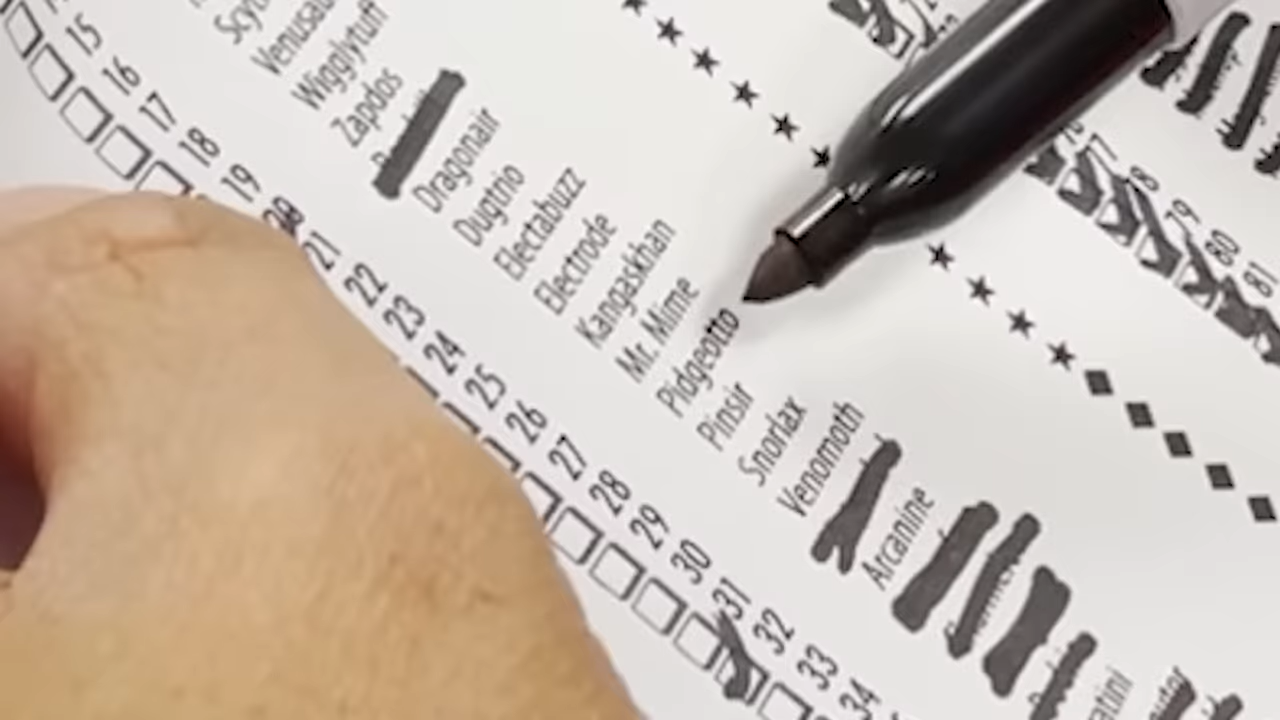 15
16
17
18 Venusau
19 Wigglytuff
Zapdos
21
22 Dragonair
23 Dugtrio
24 Electabuzz
25 Electrode
26 Kangaskhan
27 Mr. Mime
28 Pidgeotto
29 Pinsir
30 Snorlax
31 Venomoth
32
33 Arcanine
34
atini
77
78
79
80
81